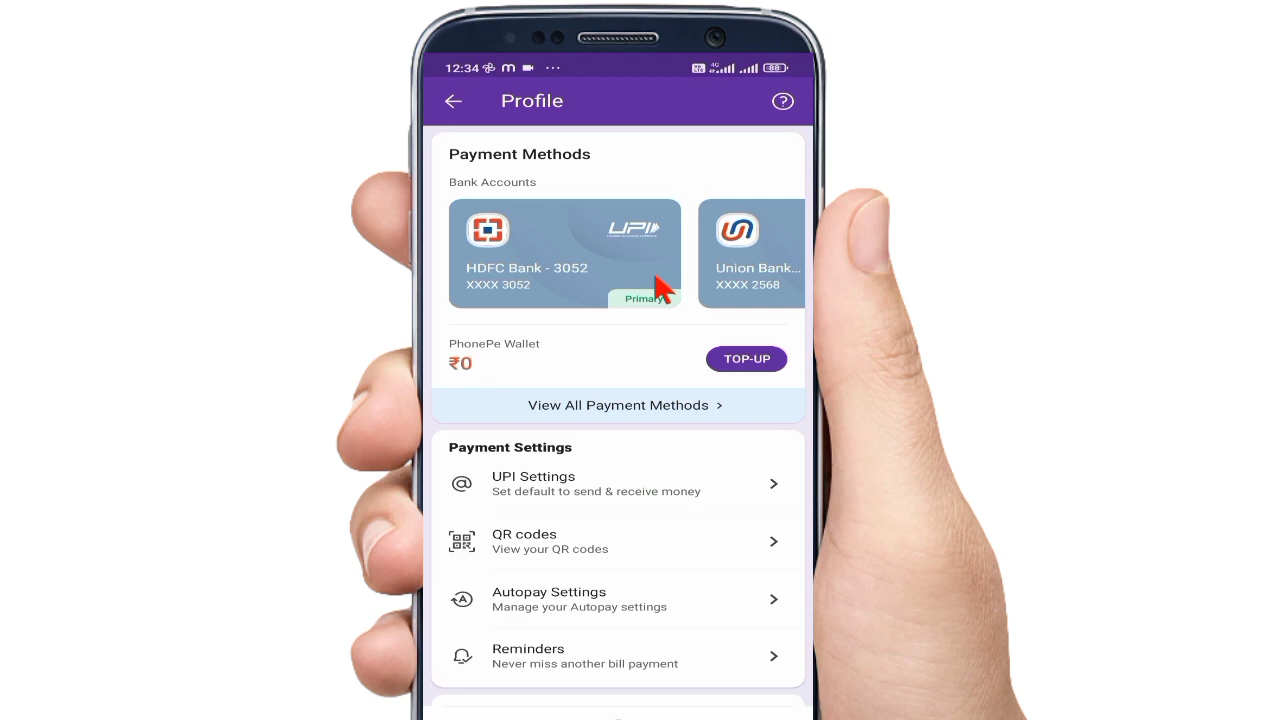 12:34
4G
88
Profile
Payment Methods
Bank Accounts
UPI
HDFC Bank - 3052
XXXX 3052
Primary
Union Bank...
XXXX 2568
PhonePe Wallet
₹0
TOP-UP
View All Payment Methods
Payment Settings
UPI Settings
Set default to send & receive money
QR codes
View your QR codes
Autopay Settings
Manage your Autopay settings
Reminders
Never miss another bill payment